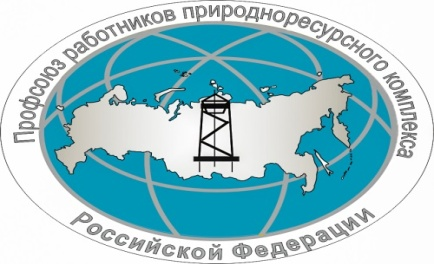 Профсоюз работников природноресурсного комплекса
Российской Федерации